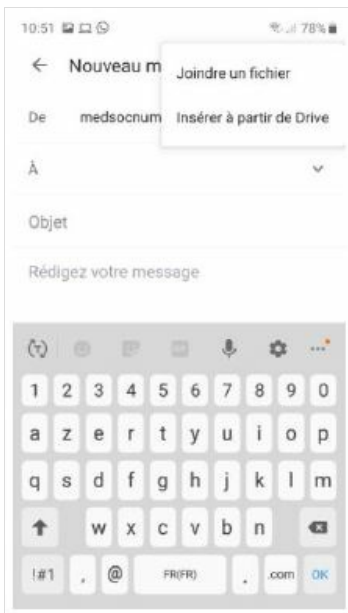 10:51 78%
Nouveau m
Joindre un fichier
De medsocnum
Insérer à partir de Drive
À
Objet
Rédigez votre message
1 2 3 4 5 6 7 8 9 0
a z e r t y u i o p
q s d f g h j k l m
w x c v b n
!#1 , @ FR(FR) . .com OK